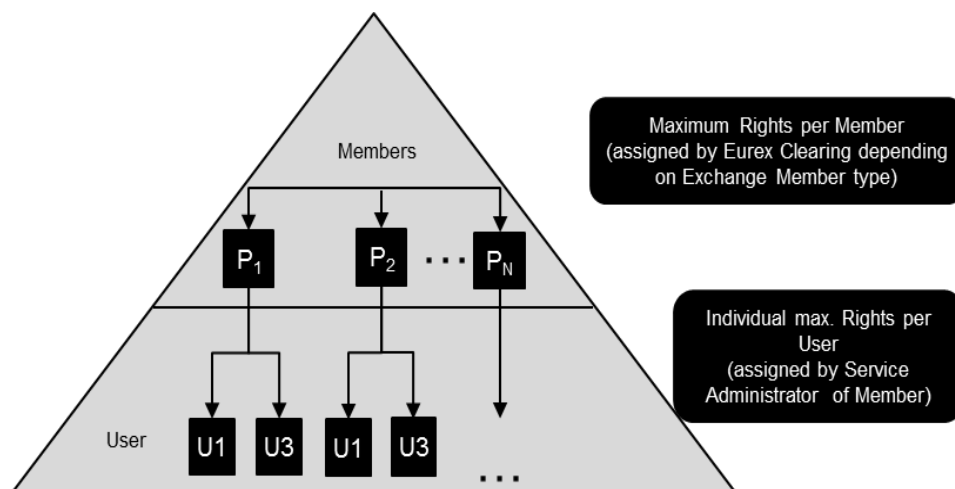 Members
Maximum Rights per Member
(assigned by Eurex Clearing depending
on Exchange Member type)
P1
P2
...
PN
Individual max. Rights per
User
(assigned by Service
Administrator of Member)
User
U1
U3
U1
U3
...